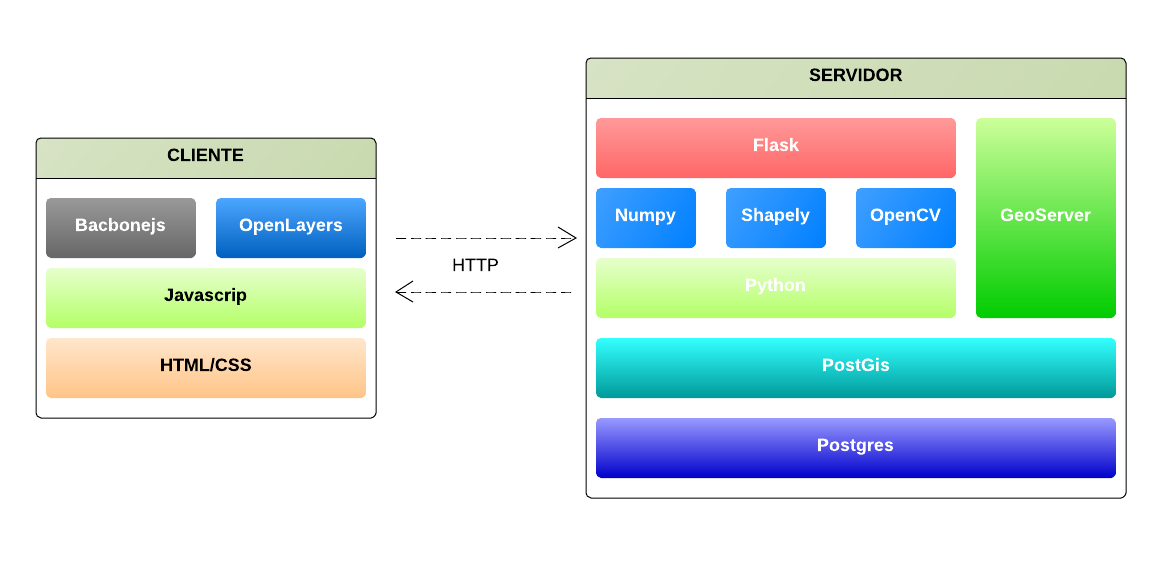 CLIENTE
Bacbonejs
OpenLayers
Javascrip
HTML/CSS
HTTP
SERVIDOR
Flask
Numpy
Shapely
OpenCV
GeoServer
Python
PostGis
Postgres